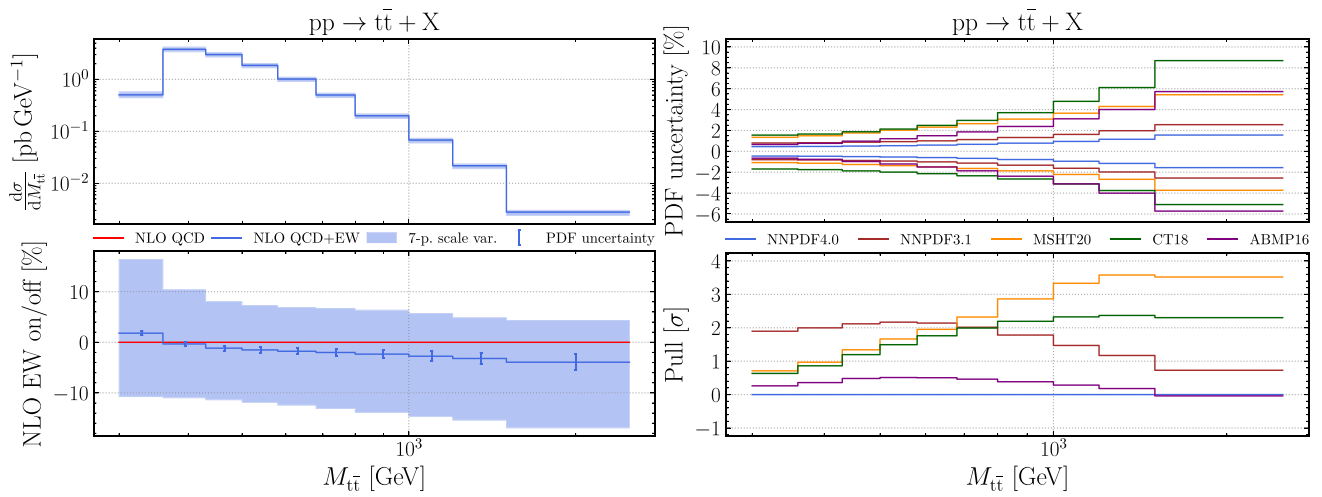 pp → tt̄ + X
dσ/dM_tt̄ [pb GeV⁻¹]
10⁰
10⁻¹
10⁻²
NLO QCD
NLO QCD+EW
7-p. scale var.
PDF uncertainty
NLO EW on/off [%]
10
0
−10
10³
M_tt̄ [GeV]
pp → tt̄ + X
PDF uncertainty [%]
10
8
6
4
2
0
−2
−4
−6
NNPDF4.0
NNPDF3.1
MSHT20
CT18
ABMP16
Pull [σ]
4
3
2
1
0
−1
10³
M_tt̄ [GeV]